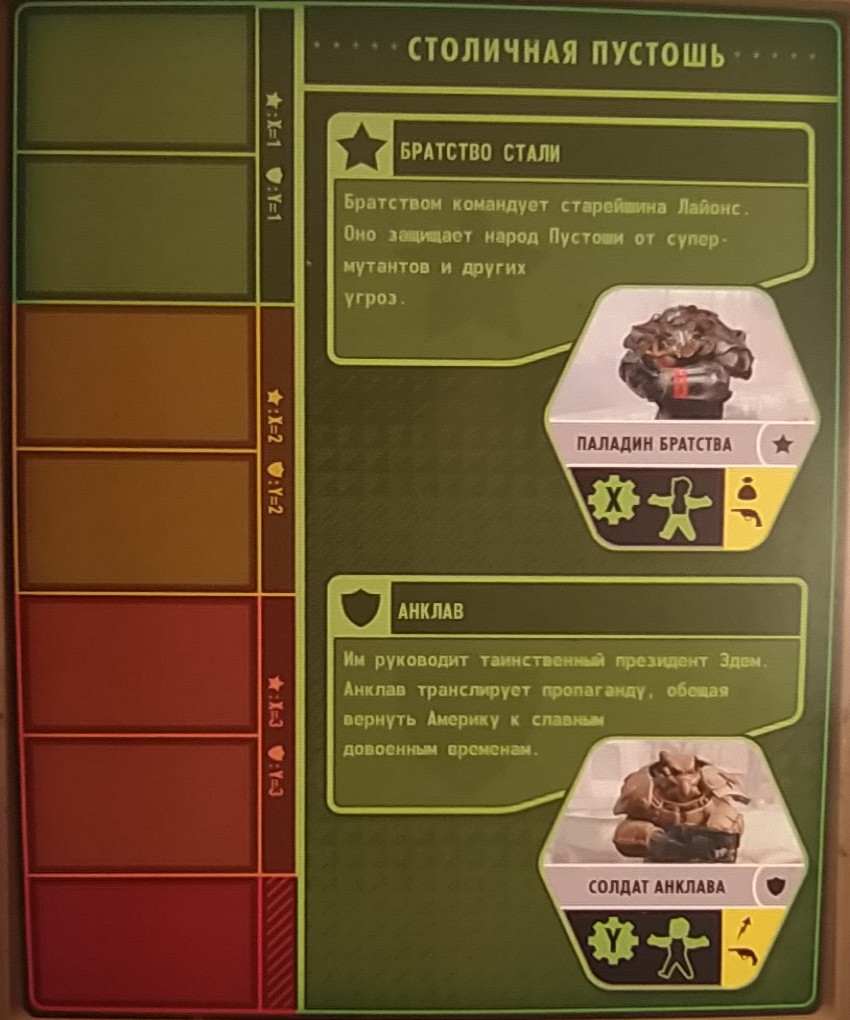 СТОЛИЧНАЯ ПУСТОШЬ
:X=1 :Y=1
:X=2 :Y=2
:X=3 :Y=3
БРАТСТВО СТАЛИ
Братством командует старейшина Лайонс.
Оно защищает народ Пустоши от супер-
мутантов и других
угроз.
ПАЛАДИН БРАТСТВА
X
АНКЛАВ
Им руководит таинственный президент Эдем.
Анклав транслирует пропаганду, обещая
вернуть Америку к славным
довоенным временам.
СОЛДАТ АНКЛАВА
Y